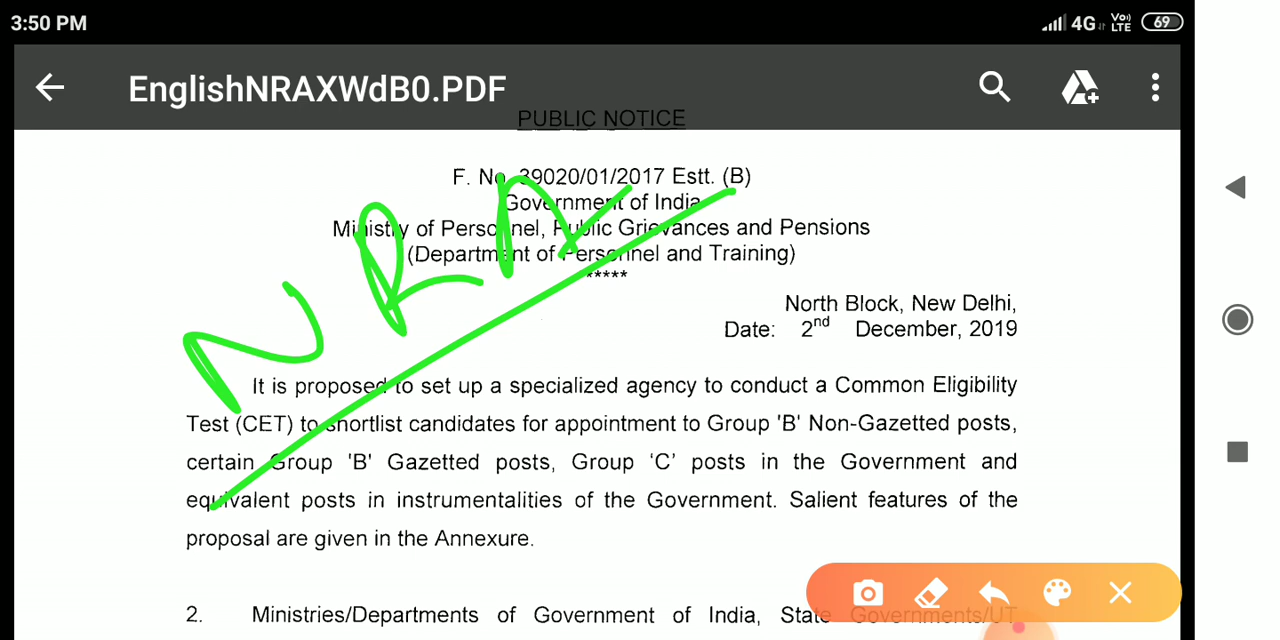 3:50 PM 4G Vo) LTE 69
EnglishNRAXWdB0.PDF
PUBLIC NOTICE
F. No. 39020/01/2017 Estt. (B)
Government of India
Ministry of Personnel, Public Grievances and Pensions
(Department of Personnel and Training)
*****
NRA
North Block, New Delhi,
Date: 2nd December, 2019
It is proposed to set up a specialized agency to conduct a Common Eligibility
Test (CET) to shortlist candidates for appointment to Group 'B' Non-Gazetted posts,
certain Group 'B' Gazetted posts, Group ‘C’ posts in the Government and
equivalent posts in instrumentalities of the Government. Salient features of the
proposal are given in the Annexure.
2. Ministries/Departments of Government of India, State Governments/UT